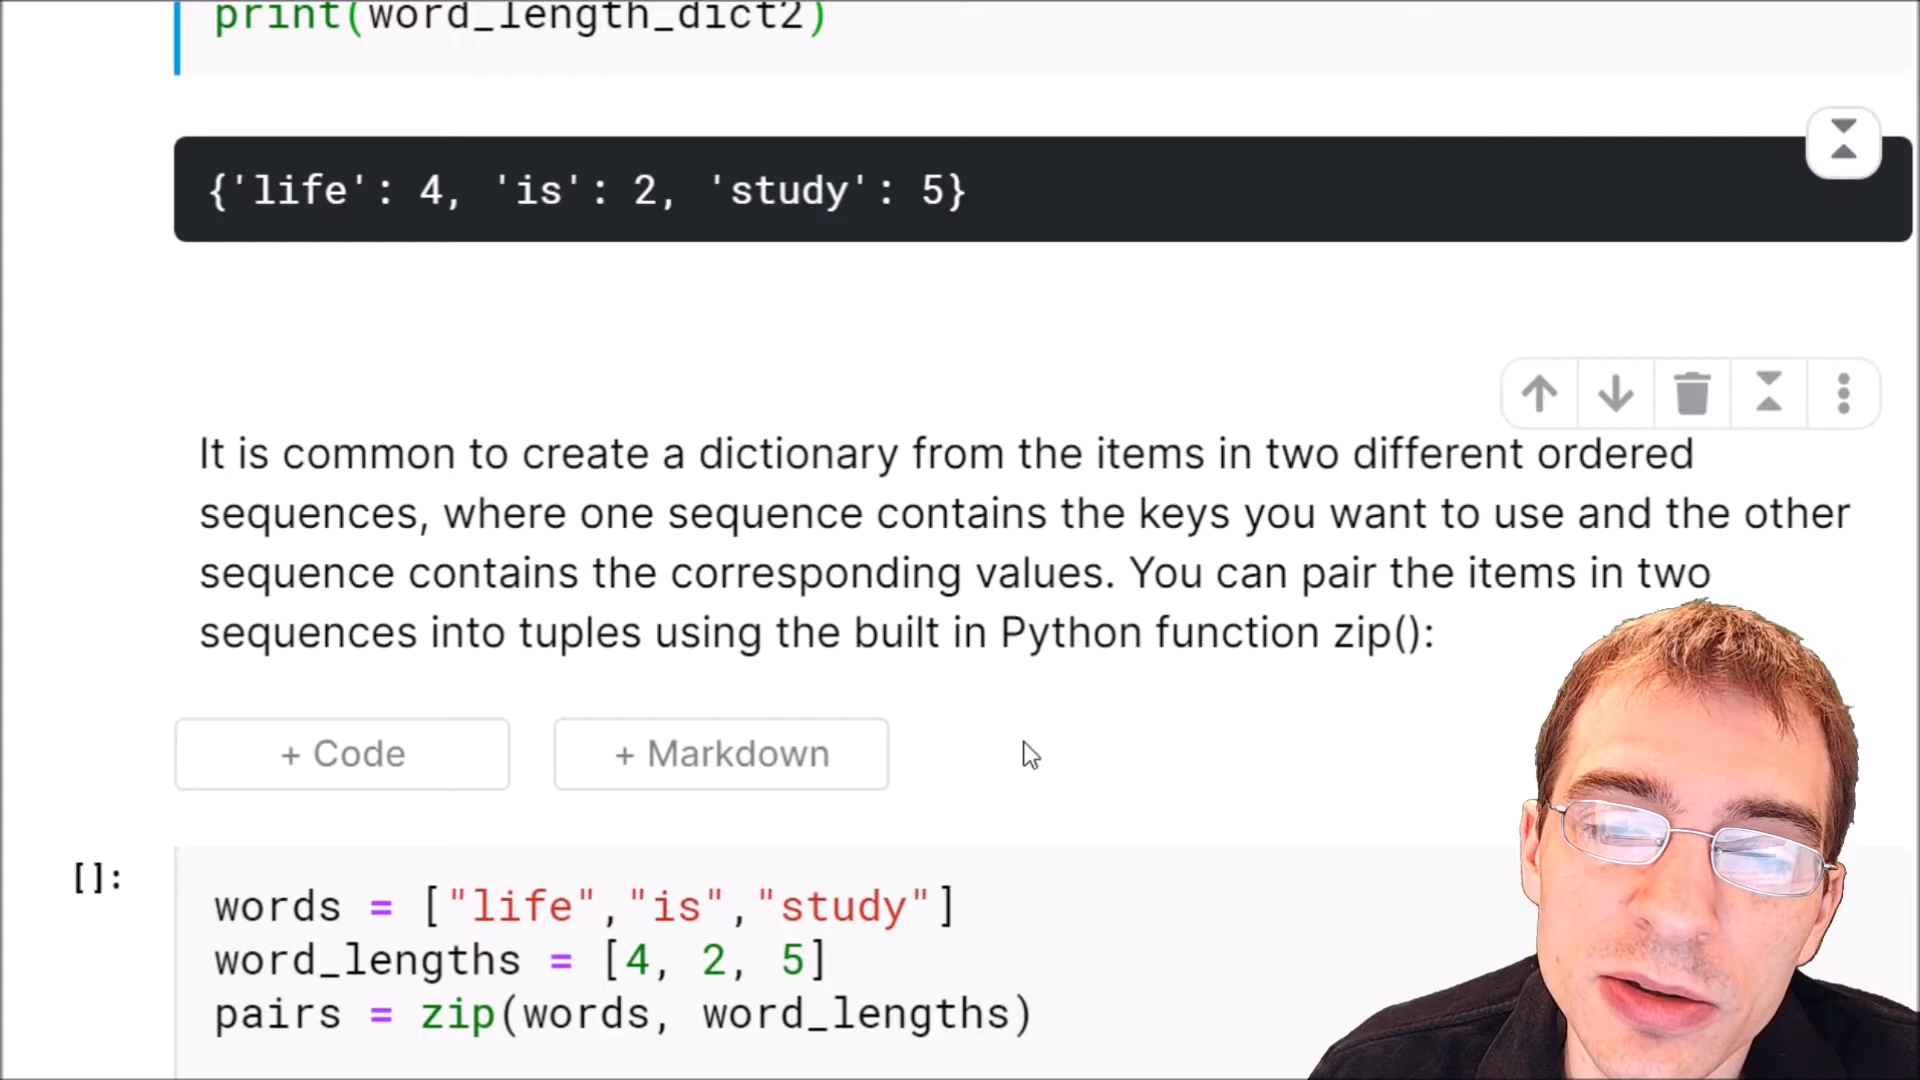 print(word_length_dict2)
{'life': 4, 'is': 2, 'study': 5}
It is common to create a dictionary from the items in two different ordered
sequences, where one sequence contains the keys you want to use and the other
sequence contains the corresponding values. You can pair the items in two
sequences into tuples using the built in Python function zip():
+ Code
+ Markdown
[]:
words = ["life","is","study"]
word_lengths = [4, 2, 5]
pairs = zip(words, word_lengths)